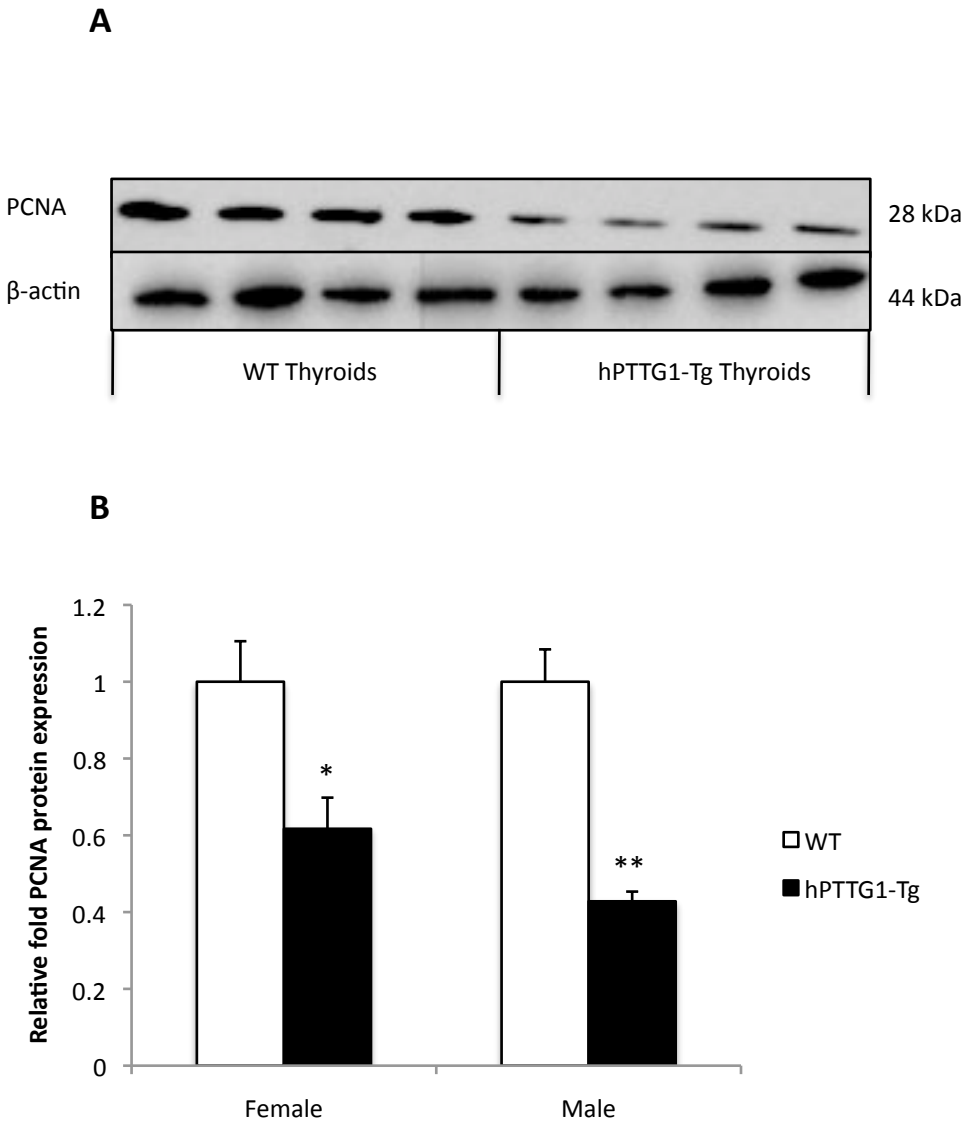 A
PCNA
28 kDa
β-actin
44 kDa
WT Thyroids
hPTTG1-Tg Thyroids
B
Relative fold PCNA protein expression
1.2
1
0.8
0.6
0.4
0.2
0
*
**
WT
hPTTG1-Tg
Female
Male